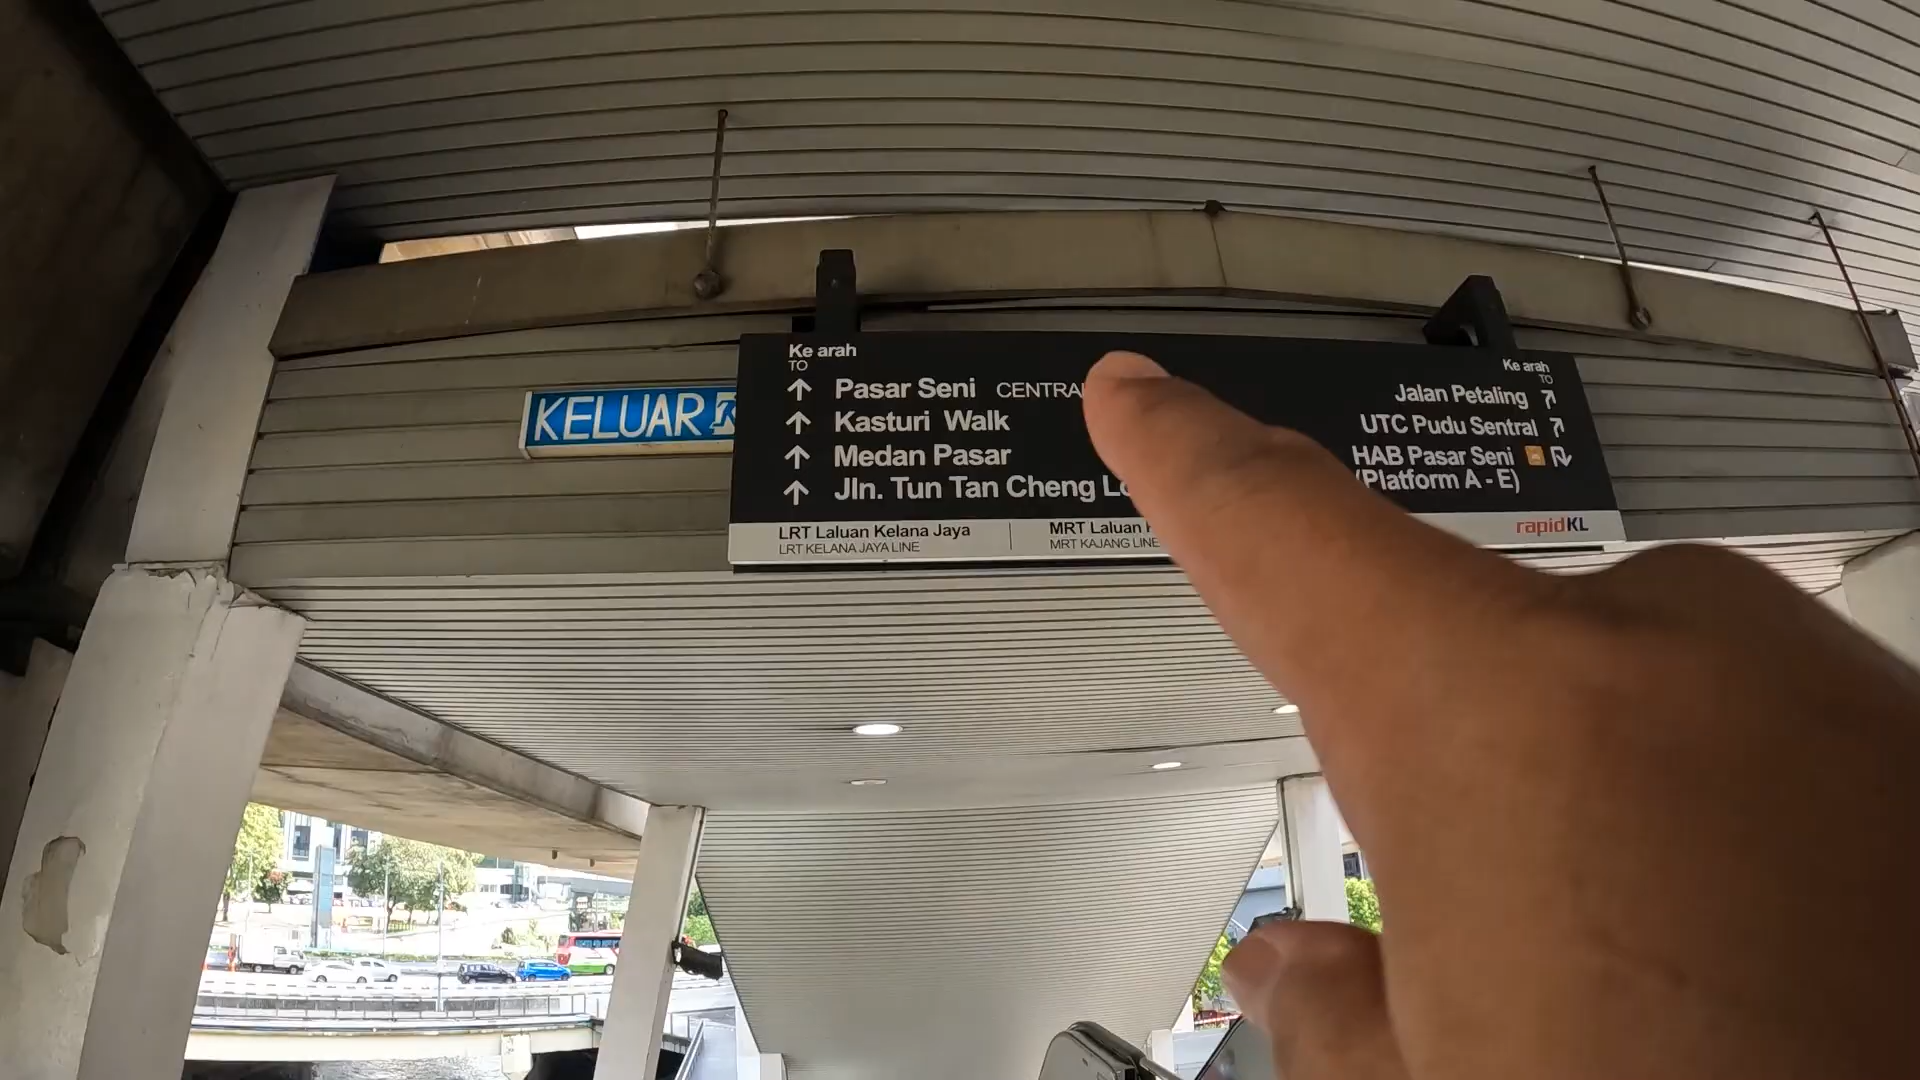 KELUAR
Ke arah
TO
Pasar Seni
Kasturi Walk
Medan Pasar
Jln. Tun Tan Cheng
LRT Laluan Kelana Jaya
LRT KELANA JAYA LINE
MRT Laluan
MRT KAJANG LINE
Ke arah
TO
Jalan Petaling
UTC Pudu Sentral
HAB Pasar Seni
(Platform A - E)
rapidKL